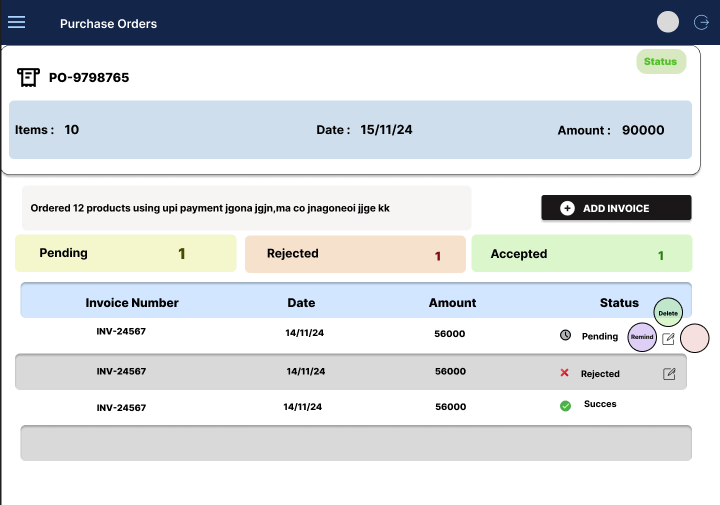 Purchase Orders
Status
PO-9798765
Items : 10 Date : 15/11/24 Amount : 90000
Ordered 12 products using upi payment jgona jgjn,ma co jnagoneoi jjge kk
ADD INVOICE
Pending 1 Rejected 1 Accepted 1
Invoice Number Date Amount Status
Delete
INV-24567 14/11/24 56000 Pending Remind
INV-24567 14/11/24 56000 Rejected
INV-24567 14/11/24 56000 Succes